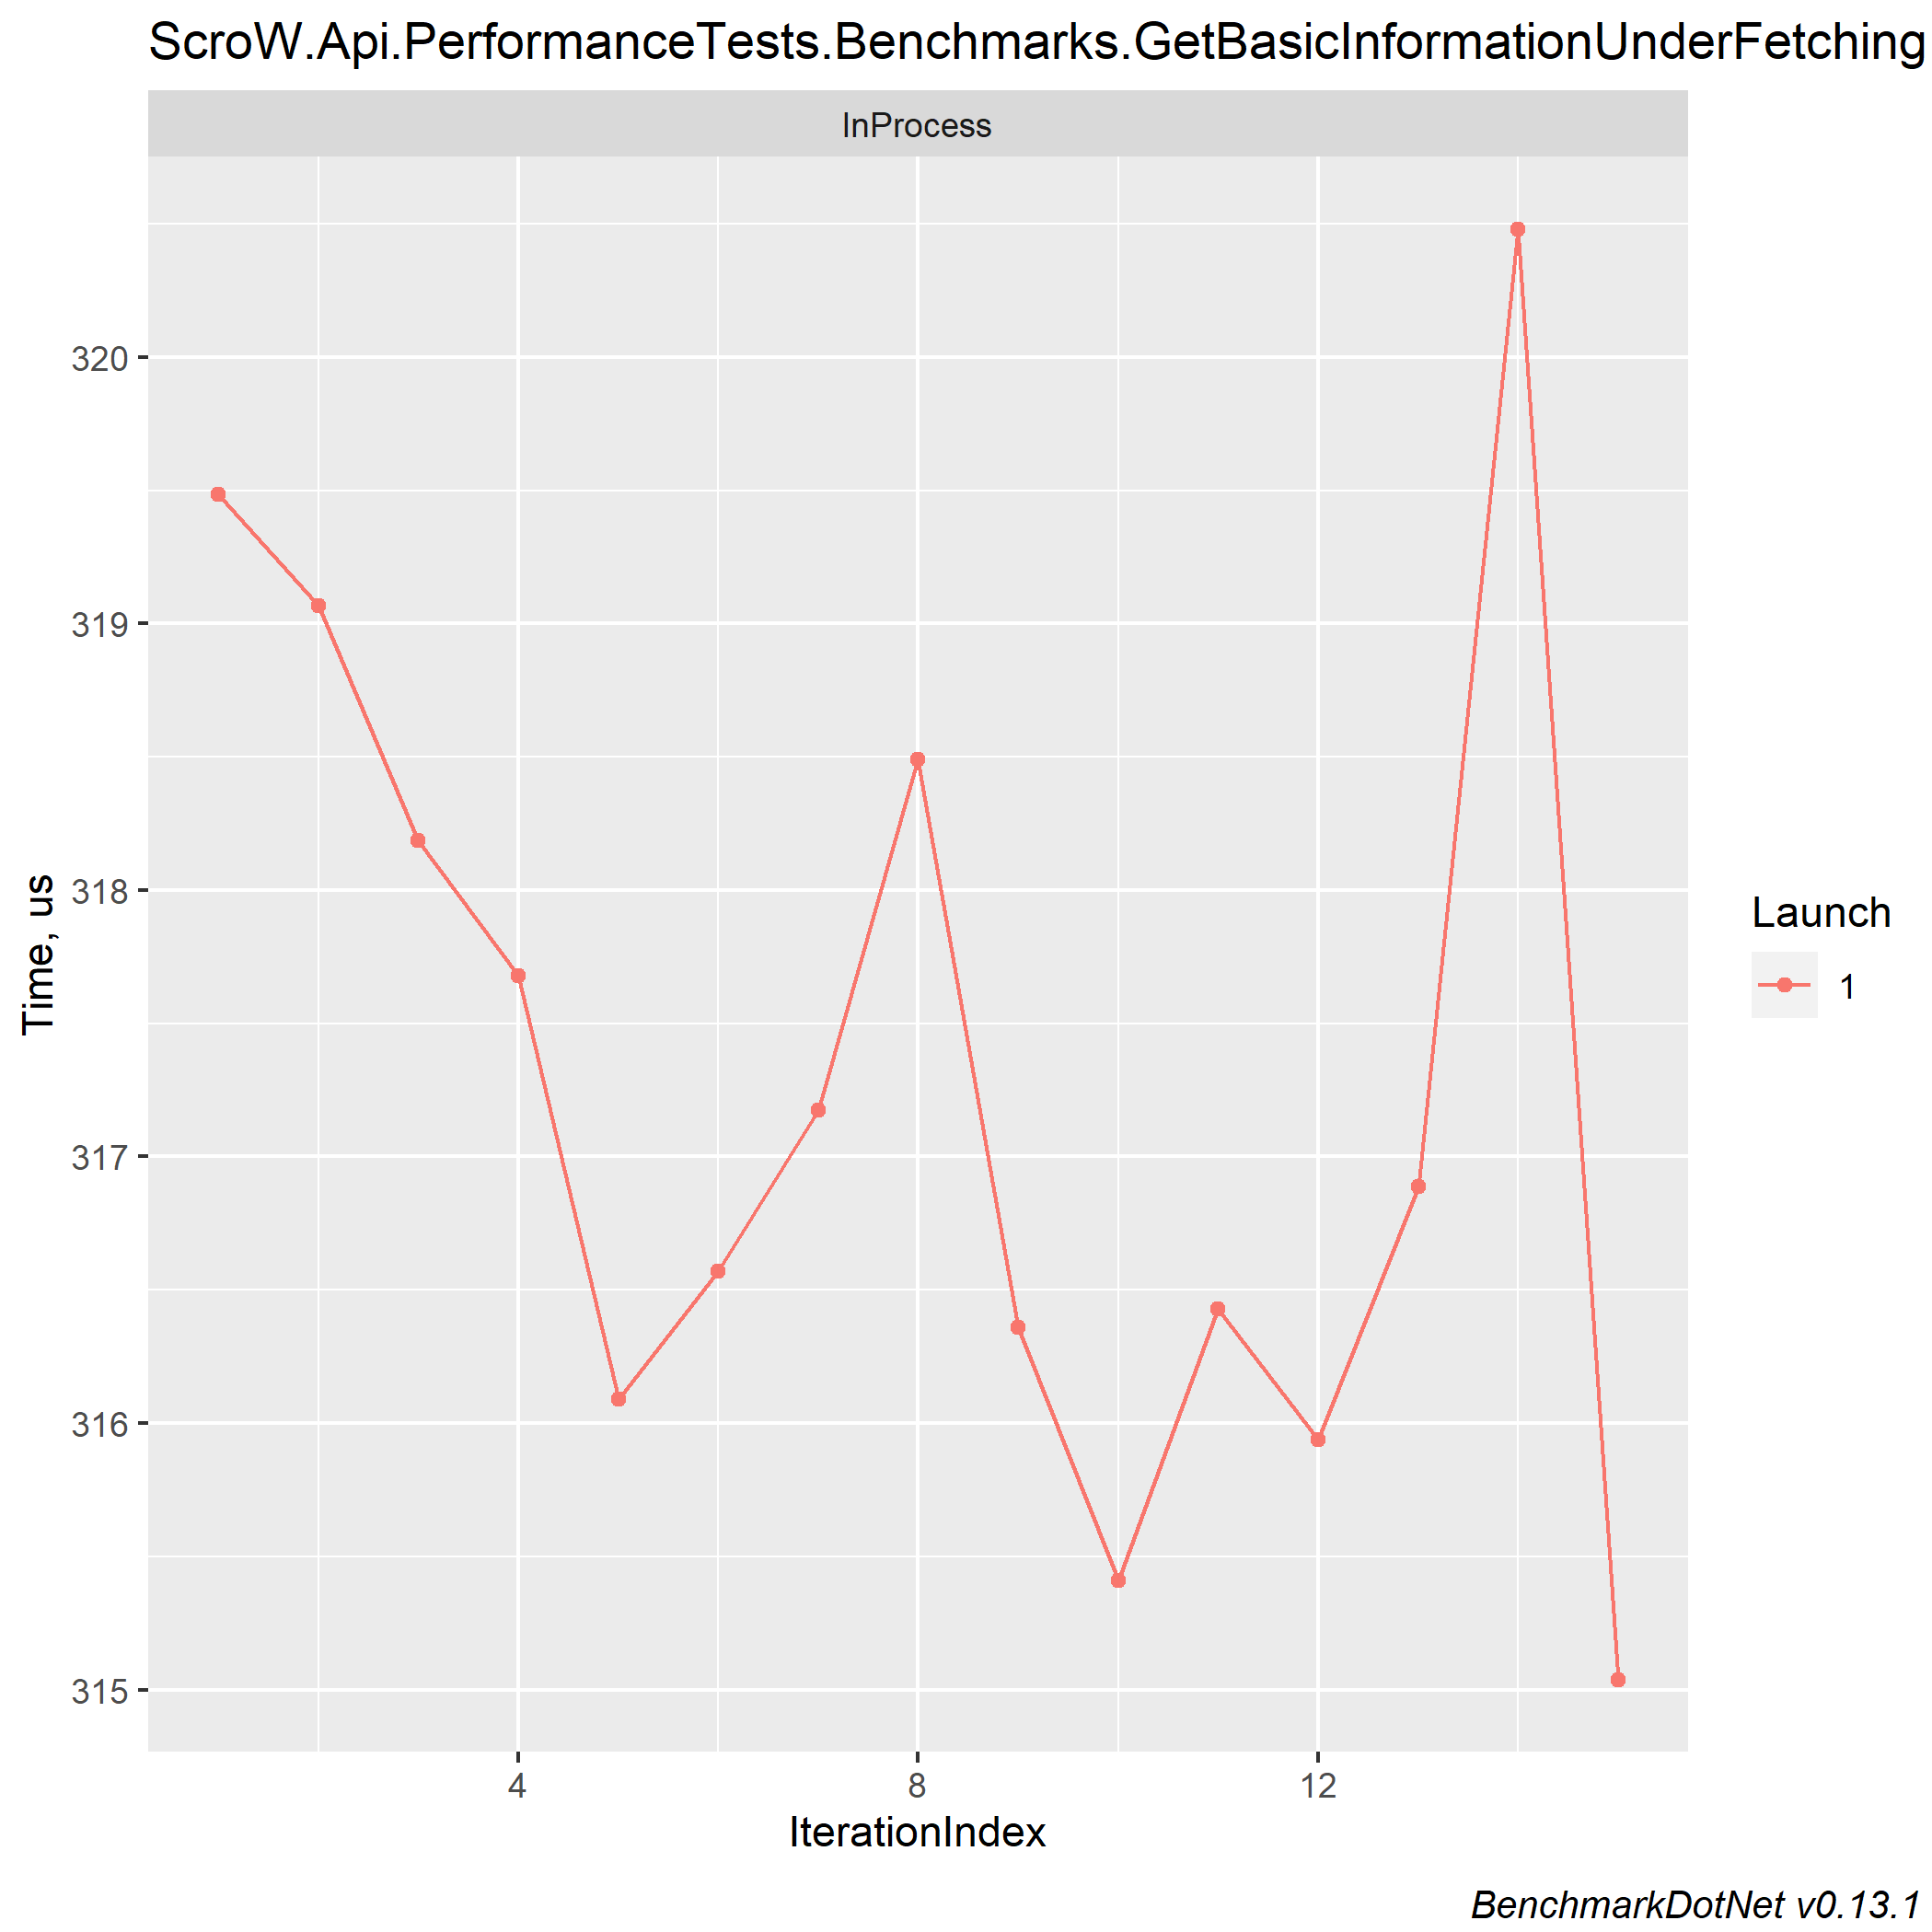 ScroW.Api.PerformanceTests.Benchmarks.GetBasicInformationUnderFetching
InProcess
320
319
318
317
316
315
Time, us
4 8 12
IterationIndex
Launch
1
BenchmarkDotNet v0.13.1